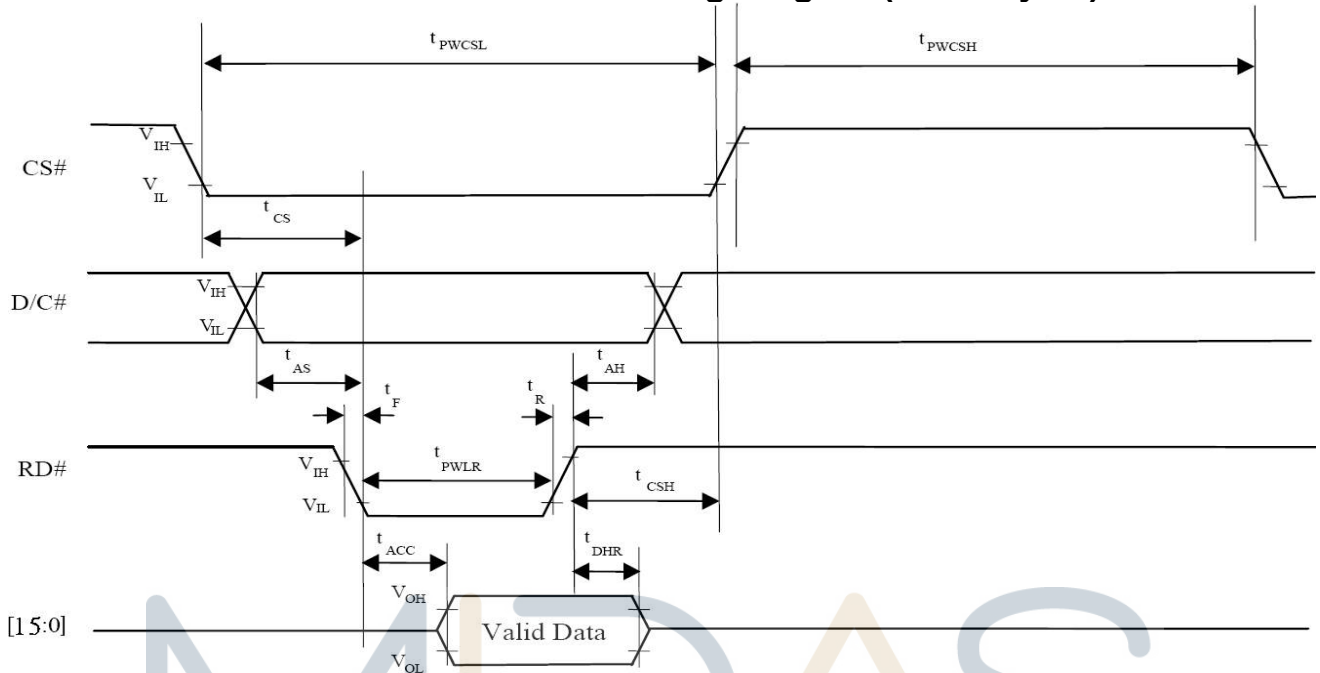 t PWCSL
t PWCSH
V IH
CS#
V IL
t CS
V IH
D/C#
V IL
t AS
t AH
t F
t R
V IH
RD#
t PWLR
V IL
t CSH
t ACC
t DHR
V OH
[15:0]
Valid Data
V OL
MIDAS